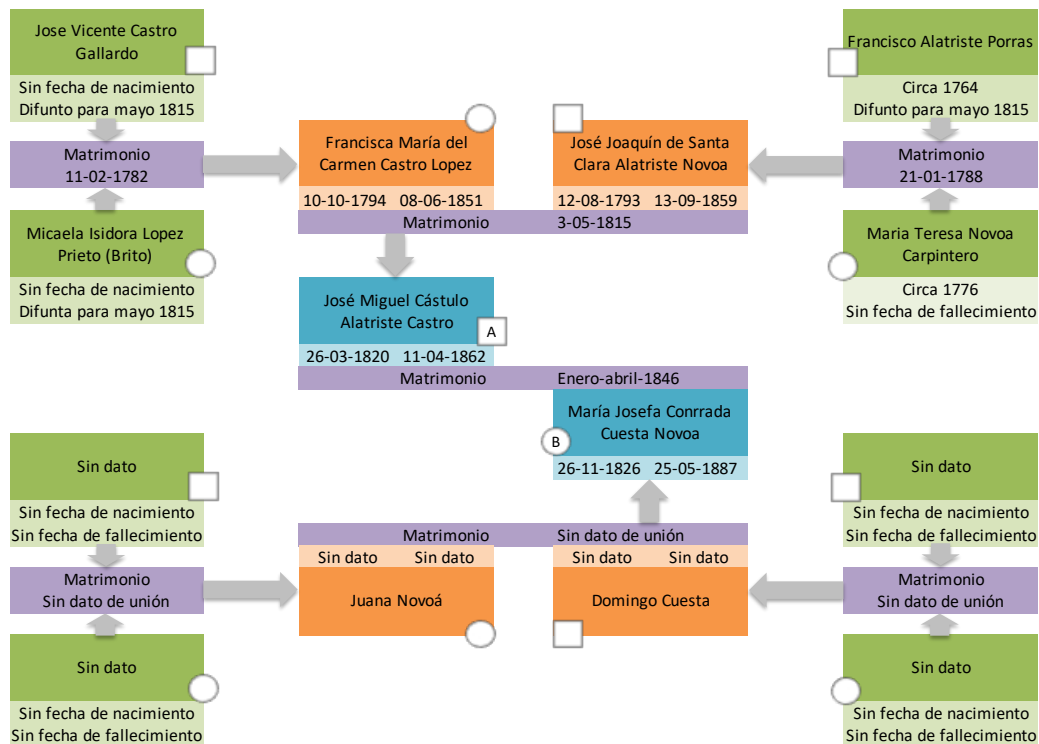 Jose Vicente Castro
Gallardo
Sin fecha de nacimiento
Difunto para mayo 1815
Matrimonio
11-02-1782
Micaela Isidora Lopez
Prieto (Brito)
Sin fecha de nacimiento
Difunta para mayo 1815
Francisca María del
Carmen Castro Lopez
10-10-1794 08-06-1851
José Joaquín de Santa
Clara Alatriste Novoa
12-08-1793 13-09-1859
Matrimonio 3-05-1815
Francisco Alatriste Porras
Circa 1764
Difunto para mayo 1815
Matrimonio
21-01-1788
Maria Teresa Novoa
Carpintero
Circa 1776
Sin fecha de fallecimiento
José Miguel Cástulo
Alatriste Castro
A
26-03-1820 11-04-1862
Matrimonio Enero-abril-1846
María Josefa Conrrada
Cuesta Novoa
B
26-11-1826 25-05-1887
Sin dato
Sin fecha de nacimiento
Sin fecha de fallecimiento
Matrimonio
Sin dato de unión
Sin dato
Sin fecha de nacimiento
Sin fecha de fallecimiento
Matrimonio Sin dato de unión
Sin dato Sin dato
Juana Novoá
Sin dato Sin dato
Domingo Cuesta
Sin dato
Sin fecha de nacimiento
Sin fecha de fallecimiento
Matrimonio
Sin dato de unión
Sin dato
Sin fecha de nacimiento
Sin fecha de fallecimiento